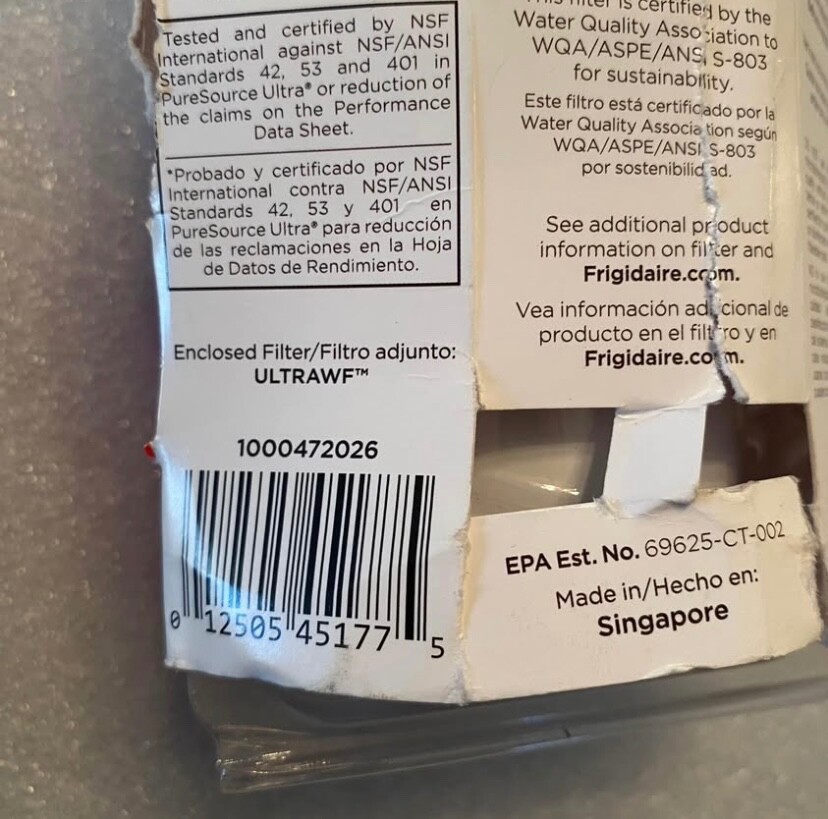 Tested and certified by NSF
International against NSF/ANSI
Standards 42, 53 and 401 in
PureSource Ultra® or reduction of
the claims on the Performance
Data Sheet.
*Probado y certificado por NSF
International contra NSF/ANSI
Standards 42, 53 y 401 en
PureSource Ultra® para reducción
de las reclamaciones en la Hoja
de Datos de Rendimiento.
Enclosed Filter/Filtro adjunto:
ULTRAWF™
1000472026
0 12505 45177 5
This filter is certified by the
Water Quality Association to
WQA/ASPE/ANSI S-803
for sustainability.
Este filtro está certificado por la
Water Quality Association según
WQA/ASPE/ANSI S-803
por sostenibilidad.
See additional product
information on filter and
Frigidaire.com.
Vea información adicional de
producto en el filtro y en
Frigidaire.com.
EPA Est. No. 69625-CT-002
Made in/Hecho en:
Singapore